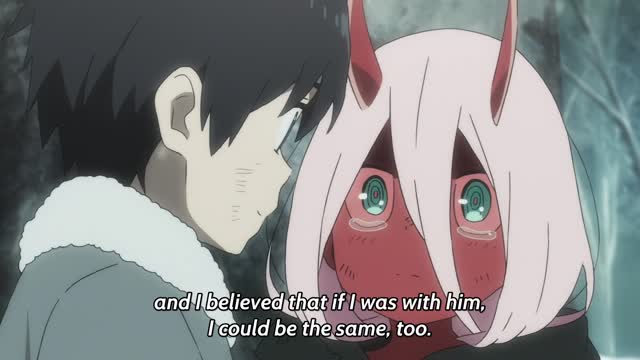 and I believed that if I was with him,
I could be the same, too.